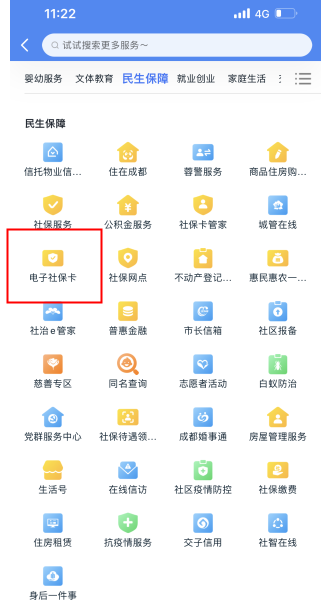 11:22
4G
试试搜索更多服务~
婴幼服务 文体教育 民生保障 就业创业 家庭生活
民生保障
信托物业信... 住在成都 蓉警服务 商品住房购...
社保服务 公积金服务 社保卡管家 城管在线
电子社保卡 社保网点 不动产登记... 惠民惠农一...
社治e管家 普惠金融 市长信箱 社区报备
慈善专区 同名查询 志愿者活动 白蚁防治
党群服务中心 社保待遇领... 成都婚事通 房屋管理服务
生活号 在线信访 社区疫情防控 社保缴费
住房租赁 抗疫情服务 交子信用 社智在线
身后一件事